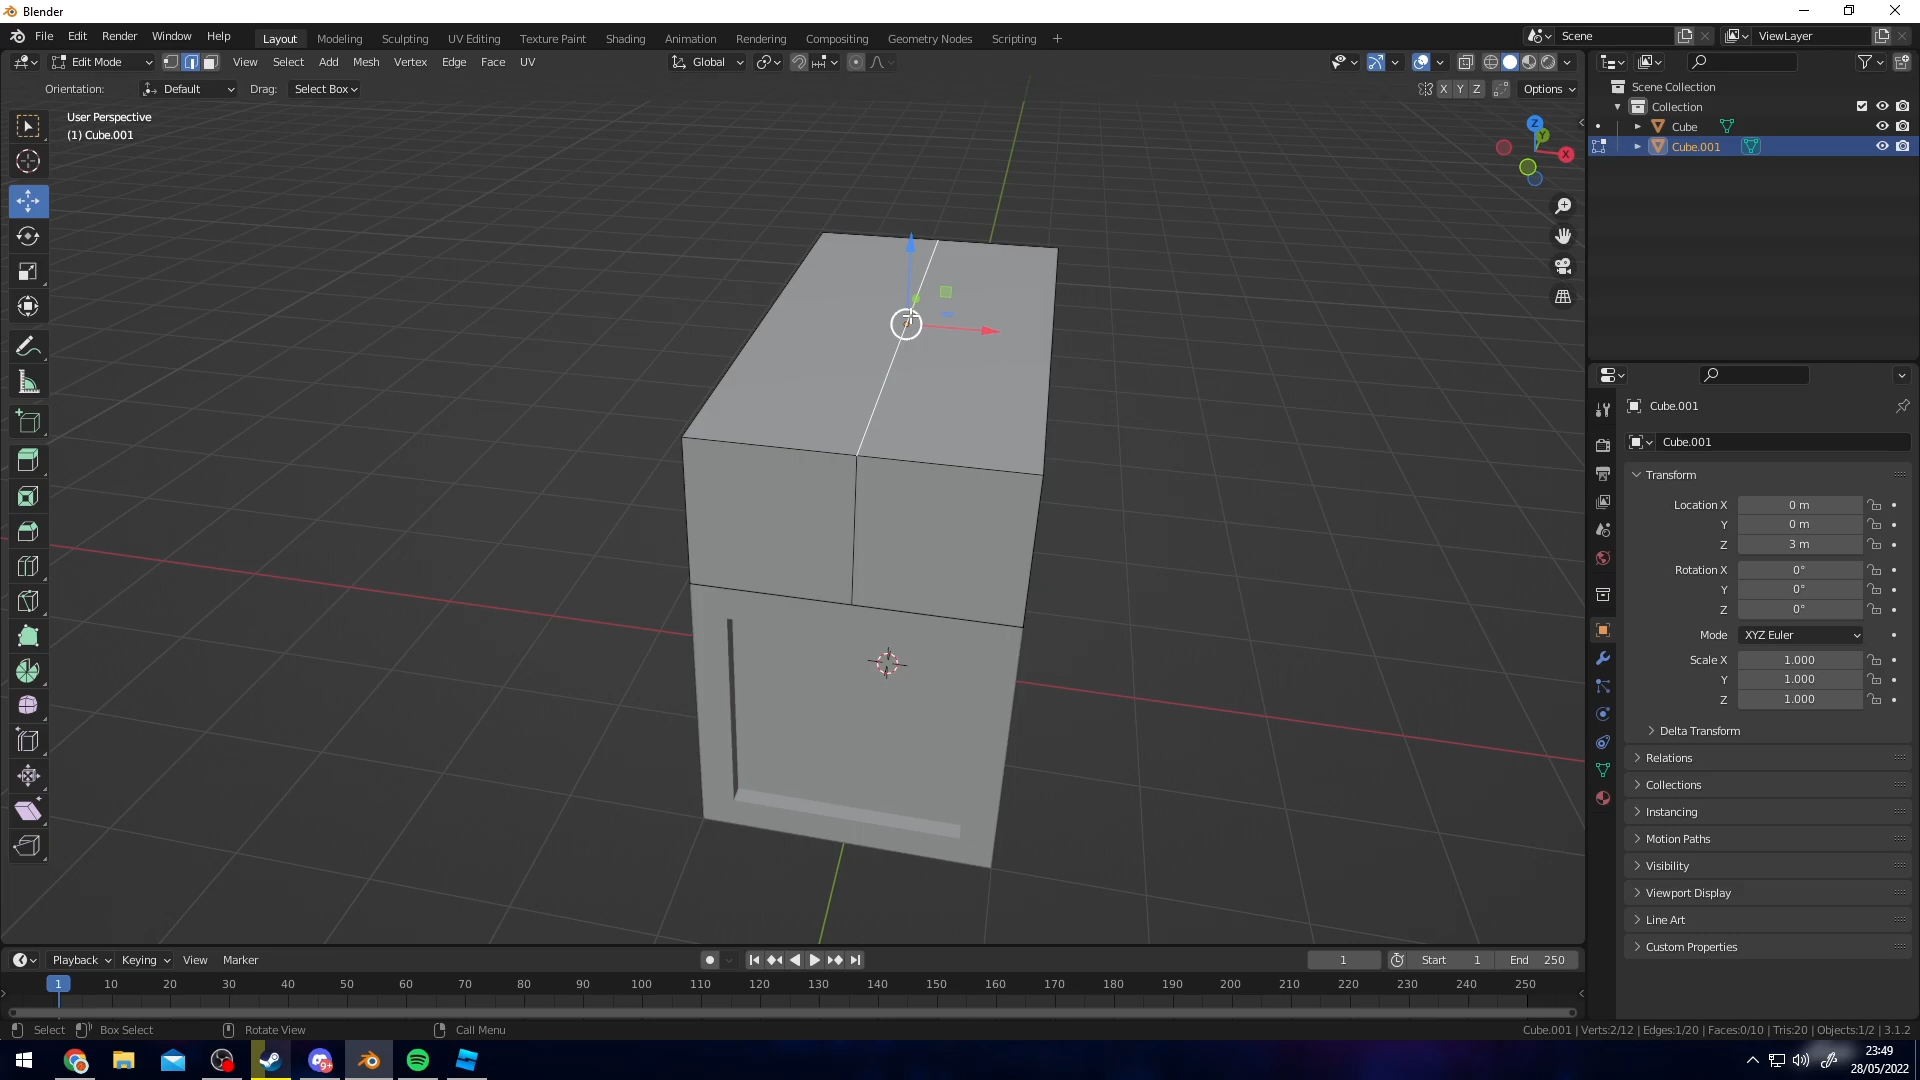 Blender
File Edit Render Window Help
Layout Modeling Sculpting UV Editing Texture Paint Shading Animation Rendering Compositing Geometry Nodes Scripting +
Scene
ViewLayer
Edit Mode
View Select Add Mesh Vertex Edge Face UV
Global
Orientation: Default Drag: Select Box
X Y Z Options
User Perspective
(1) Cube.001
Z
Y
X
Scene Collection
Collection
Cube
Cube.001
Cube.001
Cube.001
Transform
Location X 0 m
Y 0 m
Z 3 m
Rotation X 0°
Y 0°
Z 0°
Mode XYZ Euler
Scale X 1.000
Y 1.000
Z 1.000
Delta Transform
Relations
Collections
Instancing
Motion Paths
Visibility
Viewport Display
Line Art
Custom Properties
Playback Keying View Marker
1 Start 1 End 250
1 10 20 30 40 50 60 70 80 90 100 110 120 130 140 150 160 170 180 190 200 210 220 230 240 250
Select Box Select Rotate View Call Menu
Cube.001 | Verts:2/12 | Edges:1/20 | Faces:0/10 | Tris:20 | Objects:1/2 | 3.1.2
9+
23:49
28/05/2022